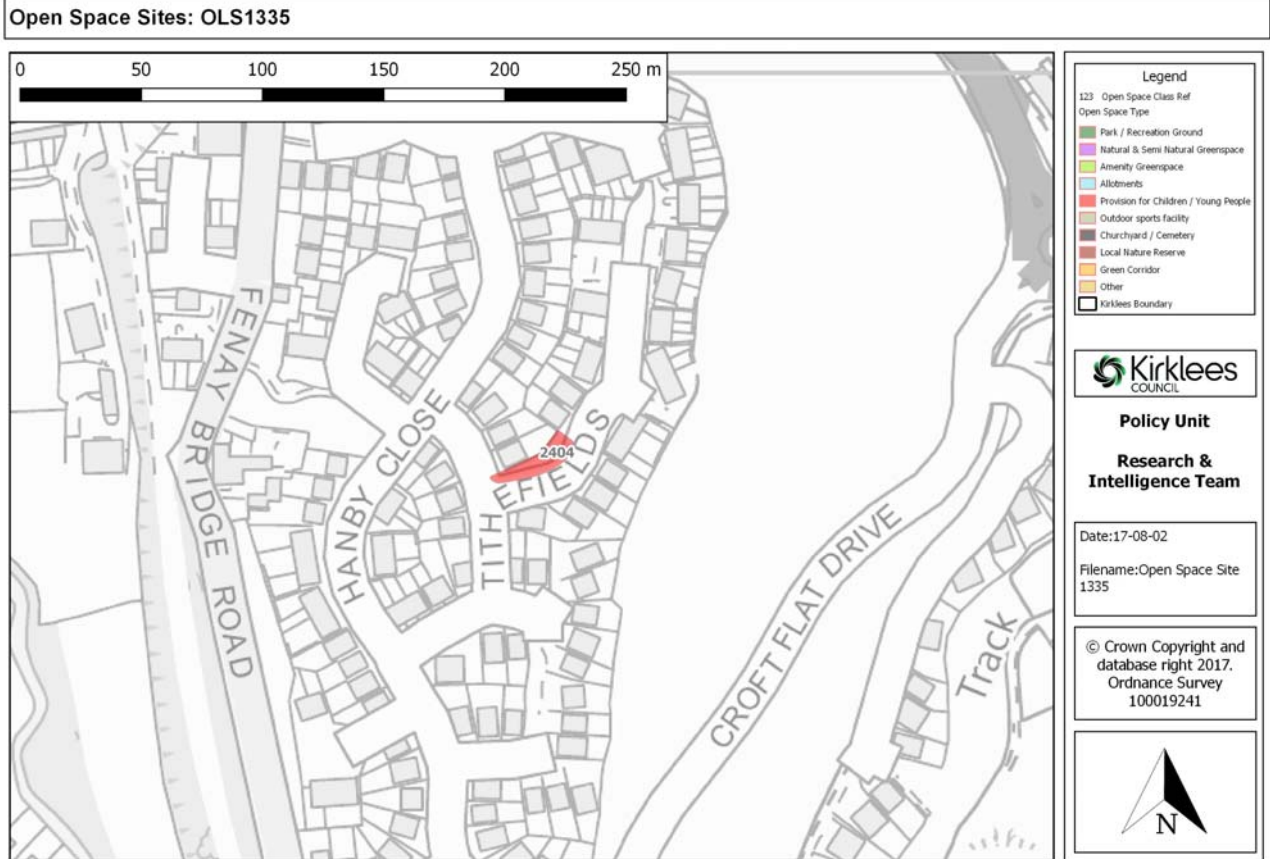 Open Space Sites: OLS1335
0 50 100 150 200 250 m
FENAY BRIDGE ROAD
HANBY CLOSE
TITHEFIELDS
2404
CROFT FLAT DRIVE
Track
Legend
123 Open Space Class Ref
Open Space Type
Park / Recreation Ground
Natural & Semi Natural Greenspace
Amenity Greenspace
Allotments
Provision for Children / Young People
Outdoor sports facility
Churchyard / Cemetery
Local Nature Reserve
Green Corridor
Other
Kirklees Boundary
Kirklees
COUNCIL
Policy Unit
Research &
Intelligence Team
Date:17-08-02
Filename:Open Space Site
1335
© Crown Copyright and
database right 2017.
Ordnance Survey
100019241
N